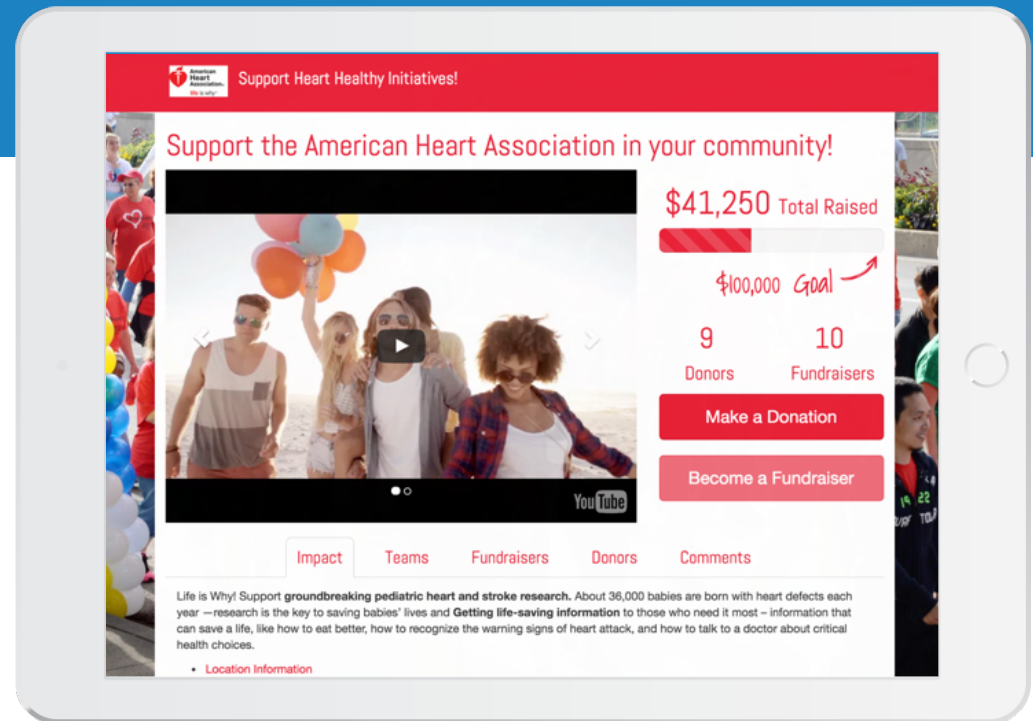 American
Heart
Association.
life is why™
Support Heart Healthy Initiatives!
Support the American Heart Association in your community!
$41,250 Total Raised
$100,000 Goal
9
Donors
10
Fundraisers
Make a Donation
Become a Fundraiser
YouTube
19 22
TOUR
Impact
Teams
Fundraisers
Donors
Comments
Life is Why! Support groundbreaking pediatric heart and stroke research. About 36,000 babies are born with heart defects each
year —research is the key to saving babies' lives and Getting life-saving information to those who need it most – information that
can save a life, like how to eat better, how to recognize the warning signs of heart attack, and how to talk to a doctor about critical
health choices.
• Location Information